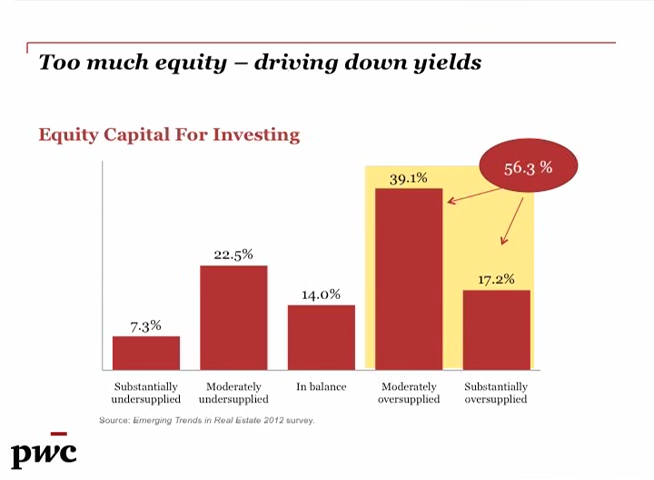 Too much equity – driving down yields
Equity Capital For Investing
56.3 %
39.1%
22.5%
17.2%
14.0%
7.3%
Substantially
undersupplied
Moderately
undersupplied
In balance
Moderately
oversupplied
Substantially
oversupplied
Source: Emerging Trends in Real Estate 2012 survey.
pwc